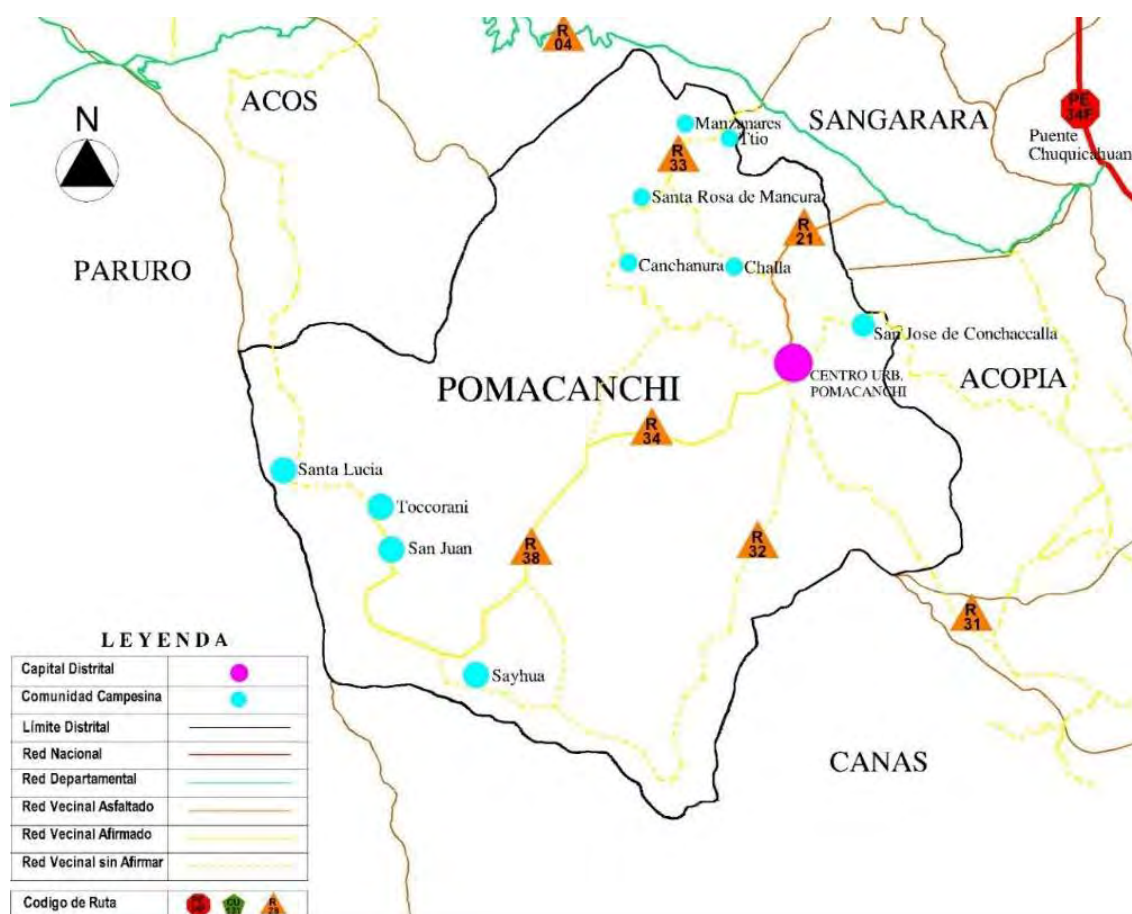 R
04
ACOS
N
SANGARARA
PE
34F
Puente
Chuquicahuan
Manzanares
Ttio
R
33
Santa Rosa de Mancura
R
21
PARURO
Canchanura
Challa
San Jose de Conchaccalla
POMACANCHI
CENTRO URB.
POMACANCHI
ACOPIA
R
34
Santa Lucia
Toccorani
San Juan
R
38
R
32
R
31
Sayhua
CANAS
LEYENDA
Capital Distrital
Comunidad Campesina
Límite Distrital
Red Nacional
Red Departamental
Red Vecinal Asfaltado
Red Vecinal Afirmado
Red Vecinal sin Afirmar
Codigo de Ruta
CU
R